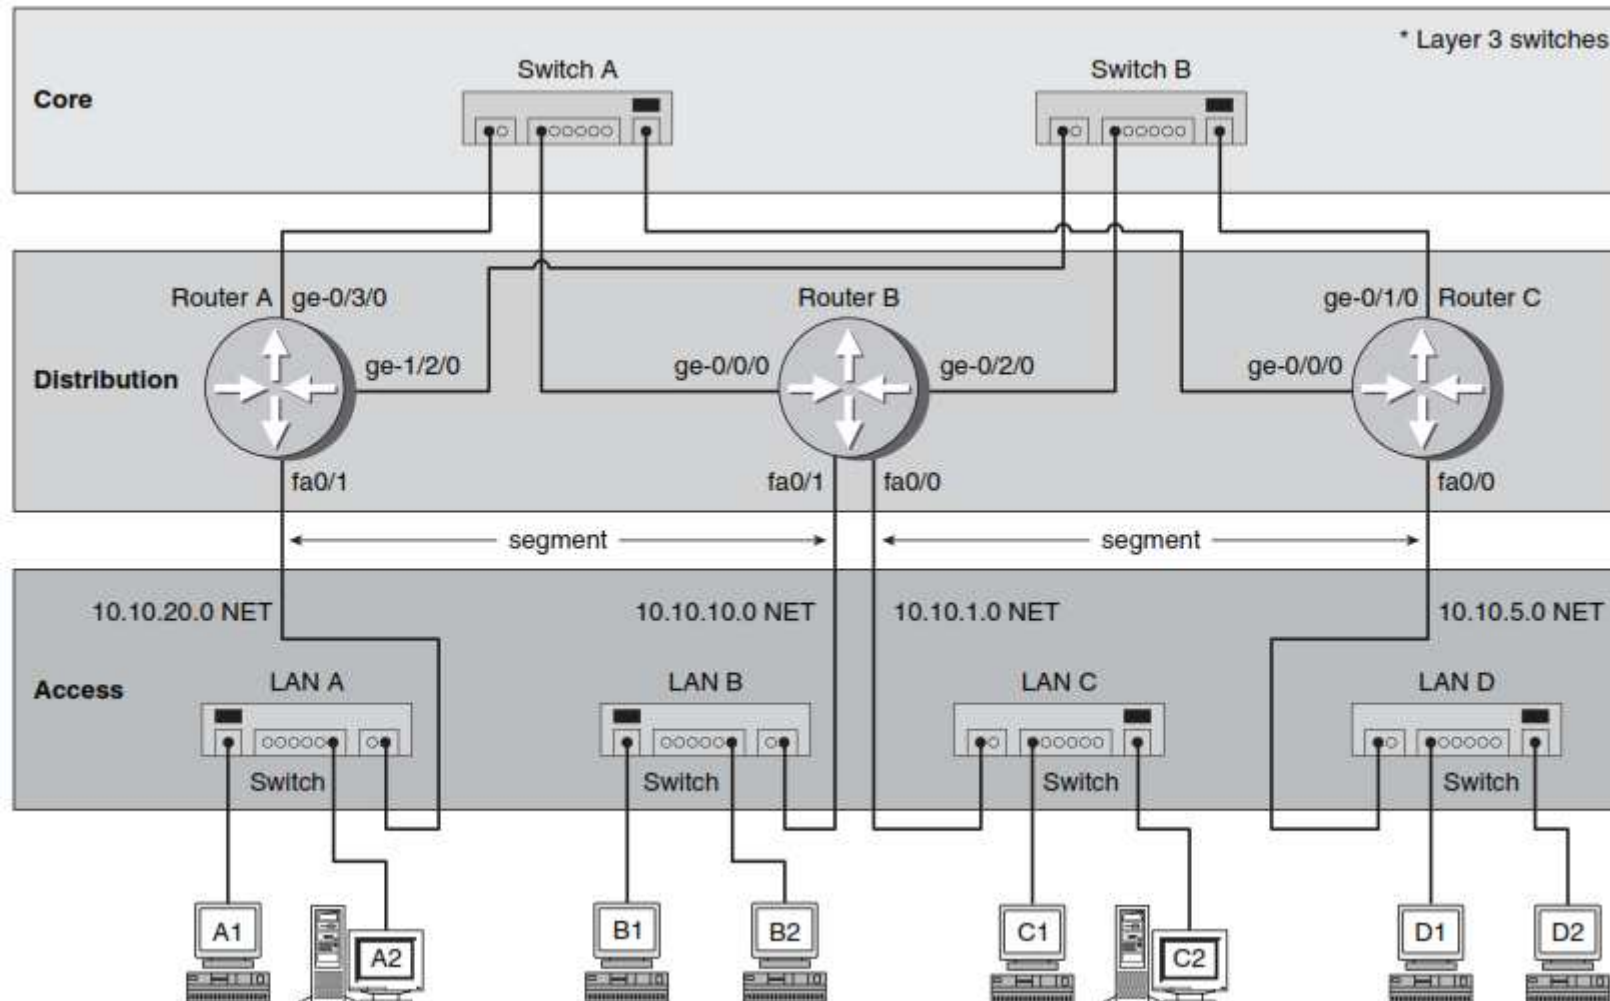 * Layer 3 switches
Switch A
Switch B
Core
Router A
ge-0/3/0
Router B
ge-0/1/0
Router C
ge-1/2/0
ge-0/0/0
ge-0/2/0
ge-0/0/0
Distribution
fa0/1
fa0/1
fa0/0
fa0/0
segment
segment
10.10.20.0 NET
10.10.10.0 NET
10.10.1.0 NET
10.10.5.0 NET
Access
LAN A
LAN B
LAN C
LAN D
Switch
Switch
Switch
Switch
A1
A2
B1
B2
C1
C2
D1
D2